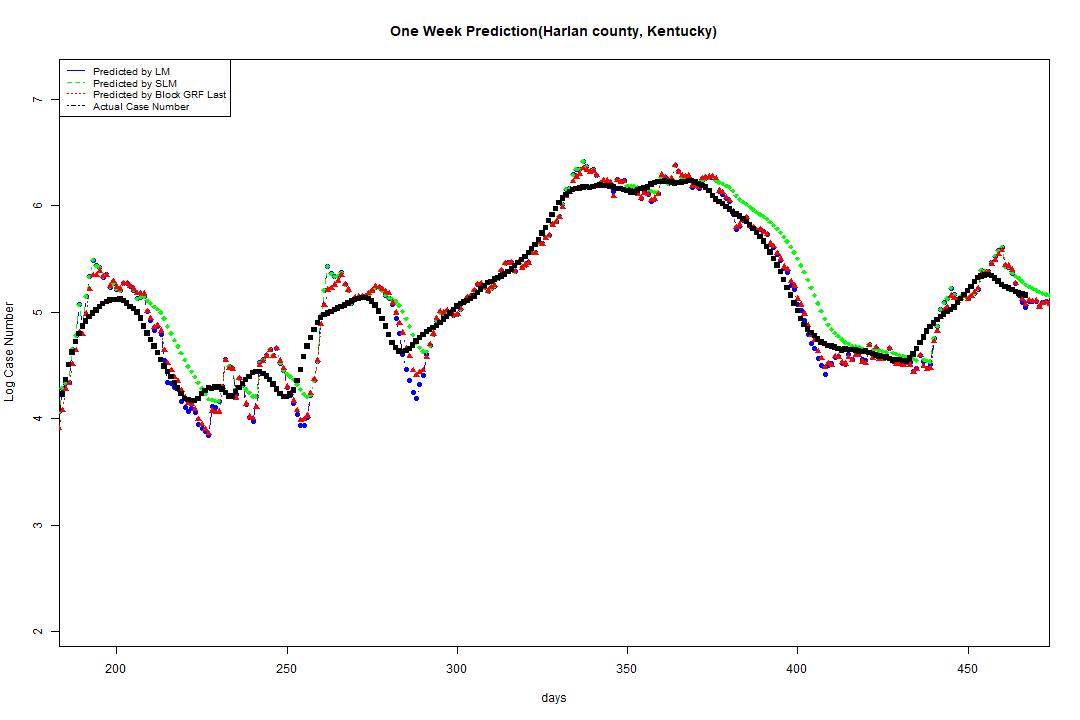 One Week Prediction(Harlan county, Kentucky)
Predicted by LM
Predicted by SLM
Predicted by Block GRF Last
Actual Case Number
7
6
5
4
3
2
Log Case Number
200 250 300 350 400 450
days